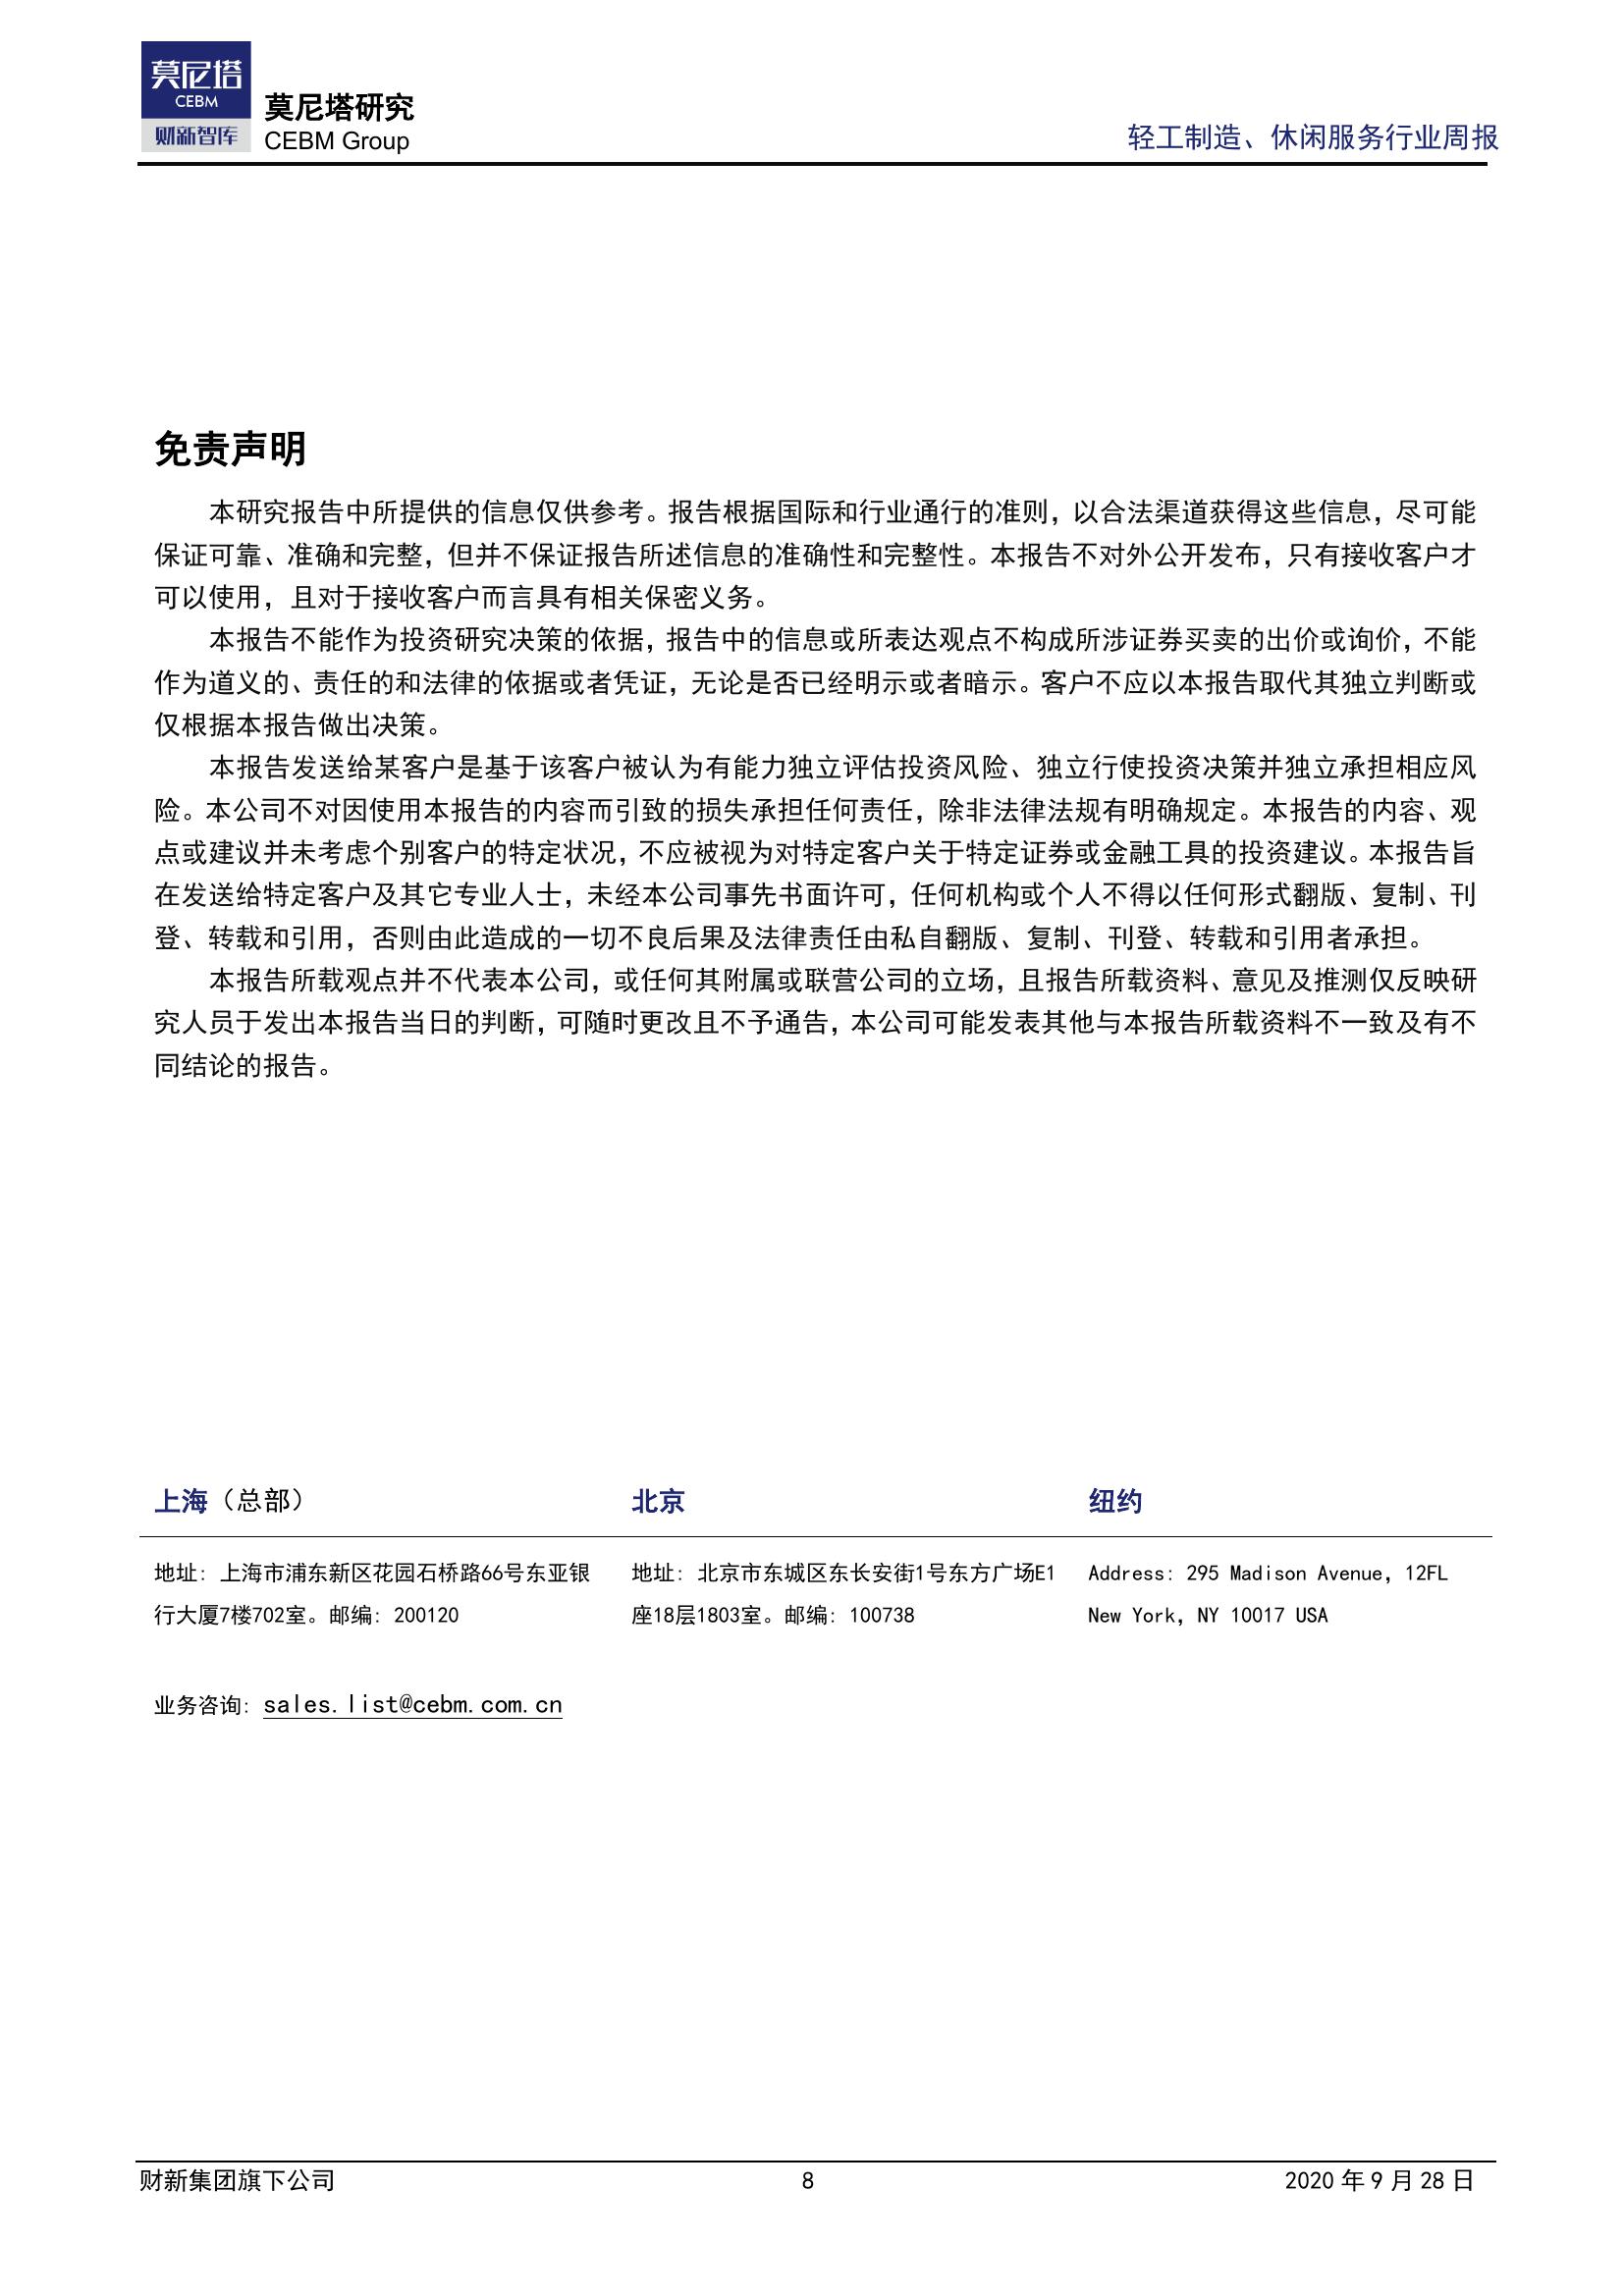 莫尼塔
CEBM
财新智库
莫尼塔研究
CEBM Group
轻工制造、休闲服务行业周报
免责声明
本研究报告中所提供的信息仅供参考。报告根据国际和行业通行的准则，以合法渠道获得这些信息，尽可能
保证可靠、准确和完整，但并不保证报告所述信息的准确性和完整性。本报告不对外公开发布，只有接收客户才
可以使用，且对于接收客户而言具有相关保密义务。
本报告不能作为投资研究决策的依据，报告中的信息或所表达观点不构成所涉证券买卖的出价或询价，不能
作为道义的、责任的和法律的依据或者凭证，无论是否已经明示或者暗示。客户不应以本报告取代其独立判断或
仅根据本报告做出决策。
本报告发送给某客户是基于该客户被认为有能力独立评估投资风险、独立行使投资决策并独立承担相应风
险。本公司不对因使用本报告的内容而引致的损失承担任何责任，除非法律法规有明确规定。本报告的内容、观
点或建议并未考虑个别客户的特定状况，不应被视为对特定客户关于特定证券或金融工具的投资建议。本报告旨
在发送给特定客户及其它专业人士，未经本公司事先书面许可，任何机构或个人不得以任何形式翻版、复制、刊
登、转载和引用，否则由此造成的一切不良后果及法律责任由私自翻版、复制、刊登、转载和引用者承担。
本报告所载观点并不代表本公司，或任何其附属或联营公司的立场，且报告所载资料、意见及推测仅反映研
究人员于发出本报告当日的判断，可随时更改且不予通告，本公司可能发表其他与本报告所载资料不一致及有不
同结论的报告。
上海（总部）
地址：上海市浦东新区花园石桥路66号东亚银
行大厦7楼702室。邮编：200120
北京
地址：北京市东城区东长安街1号东方广场E1
座18层1803室。邮编：100738
纽约
Address: 295 Madison Avenue, 12FL
New York, NY 10017 USA
业务咨询：sales.list@cebm.com.cn
财新集团旗下公司
8
2020 年 9 月 28 日